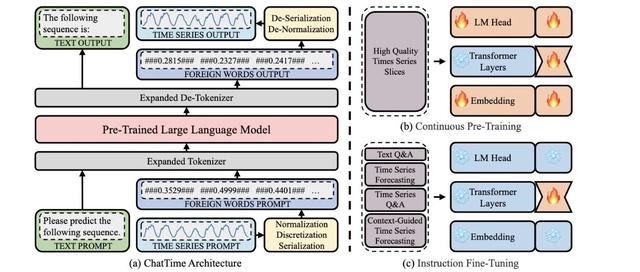 The following
sequence is:
TEXT OUTPUT
TIME SERIES OUTPUT
De-Serialization
De-Normalization
###0.2815### ###0.2327### ###0.2417### ...
FOREIGN WORDS OUTPUT
Expanded De-Tokenizer
Pre-Trained Large Language Model
Expanded Tokenizer
###0.3529### ###0.4999### ###0.4401### ...
FOREIGN WORDS PROMPT
Please predict the
following sequence.
TEXT PROMPT
TIME SERIES PROMPT
Normalization
Discretization
Serialization
(a) ChatTime Architecture
High Quality
Times Series
Slices
LM Head
Transformer
Layers
Embedding
(b) Continuous Pre-Training
Text Q&A
Time Series
Forecasting
Time Series
Q&A
Context-Guided
Time Series
Forecasting
LM Head
Transformer
Layers
Embedding
(c) Instruction Fine-Tuning